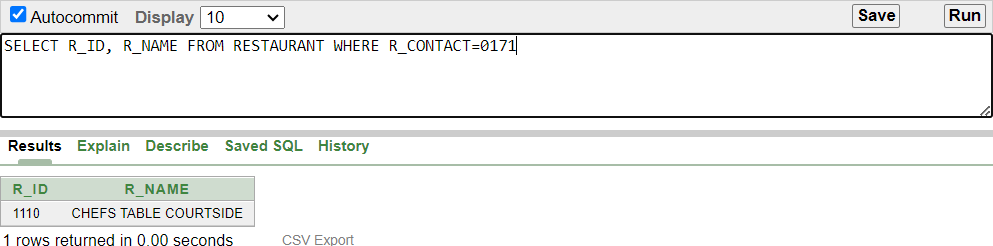 Autocommit Display 10 Save Run
SELECT R_ID, R_NAME FROM RESTAURANT WHERE R_CONTACT=0171
Results Explain Describe Saved SQL History
R_ID R_NAME
1110 CHEFS TABLE COURTSIDE
1 rows returned in 0.00 seconds CSV Export